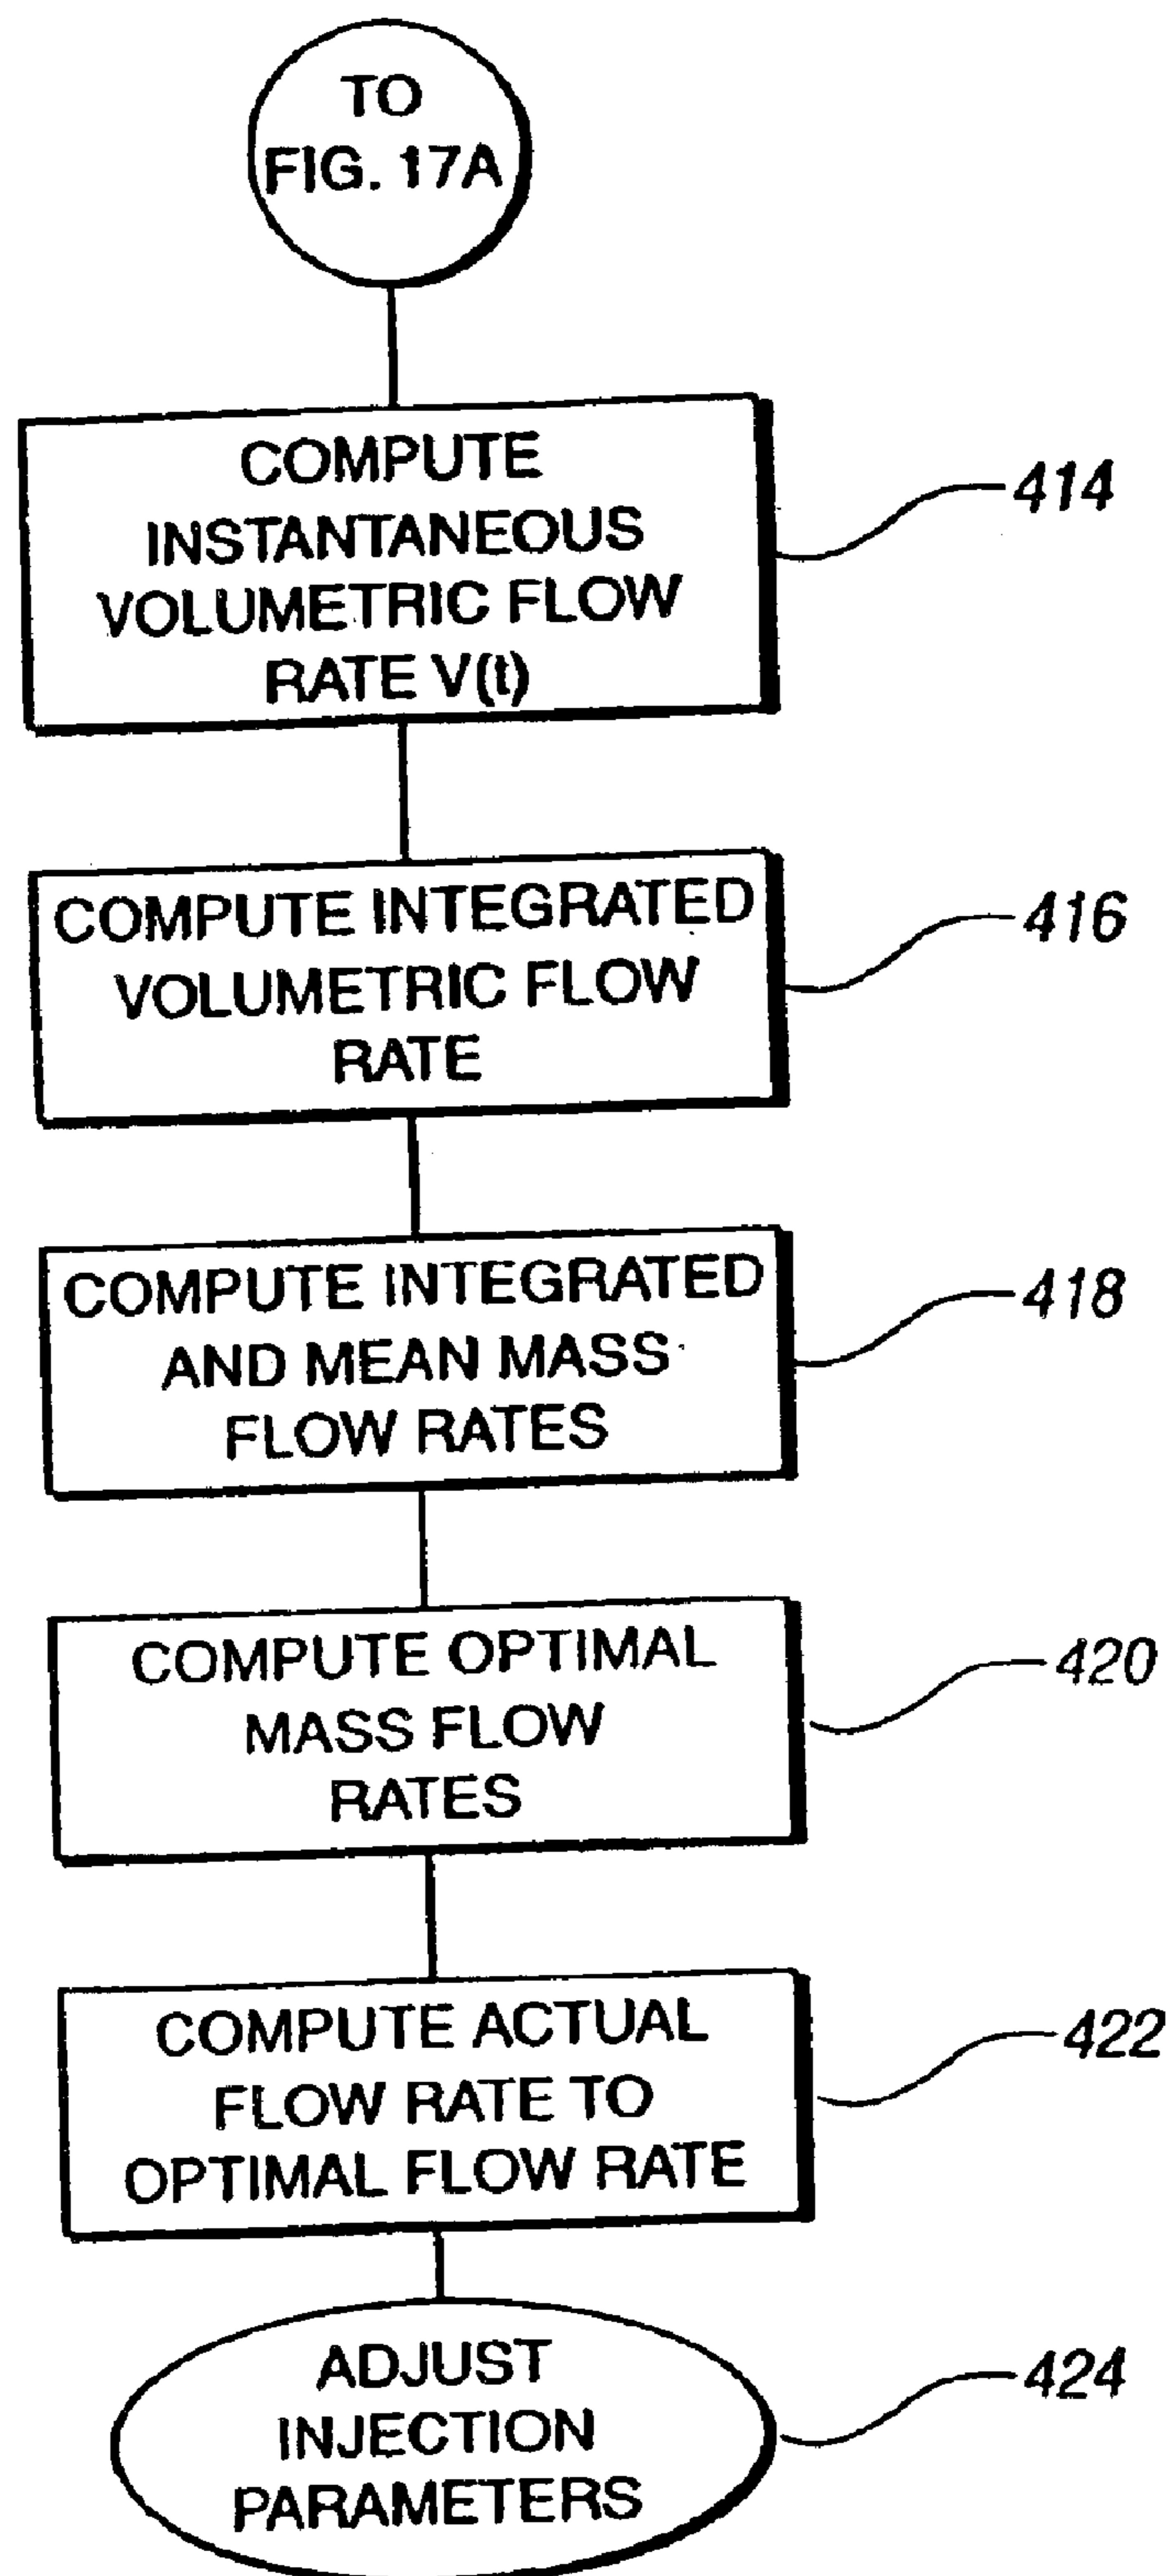 TO
FIG. 17A
COMPUTE
INSTANTANEOUS
VOLUMETRIC FLOW
RATE V(t)
414
COMPUTE INTEGRATED
VOLUMETRIC FLOW
RATE
416
COMPUTE INTEGRATED
AND MEAN MASS
FLOW RATES
418
COMPUTE OPTIMAL
MASS FLOW
RATES
420
COMPUTE ACTUAL
FLOW RATE TO
OPTIMAL FLOW RATE
422
ADJUST
INJECTION
PARAMETERS
424